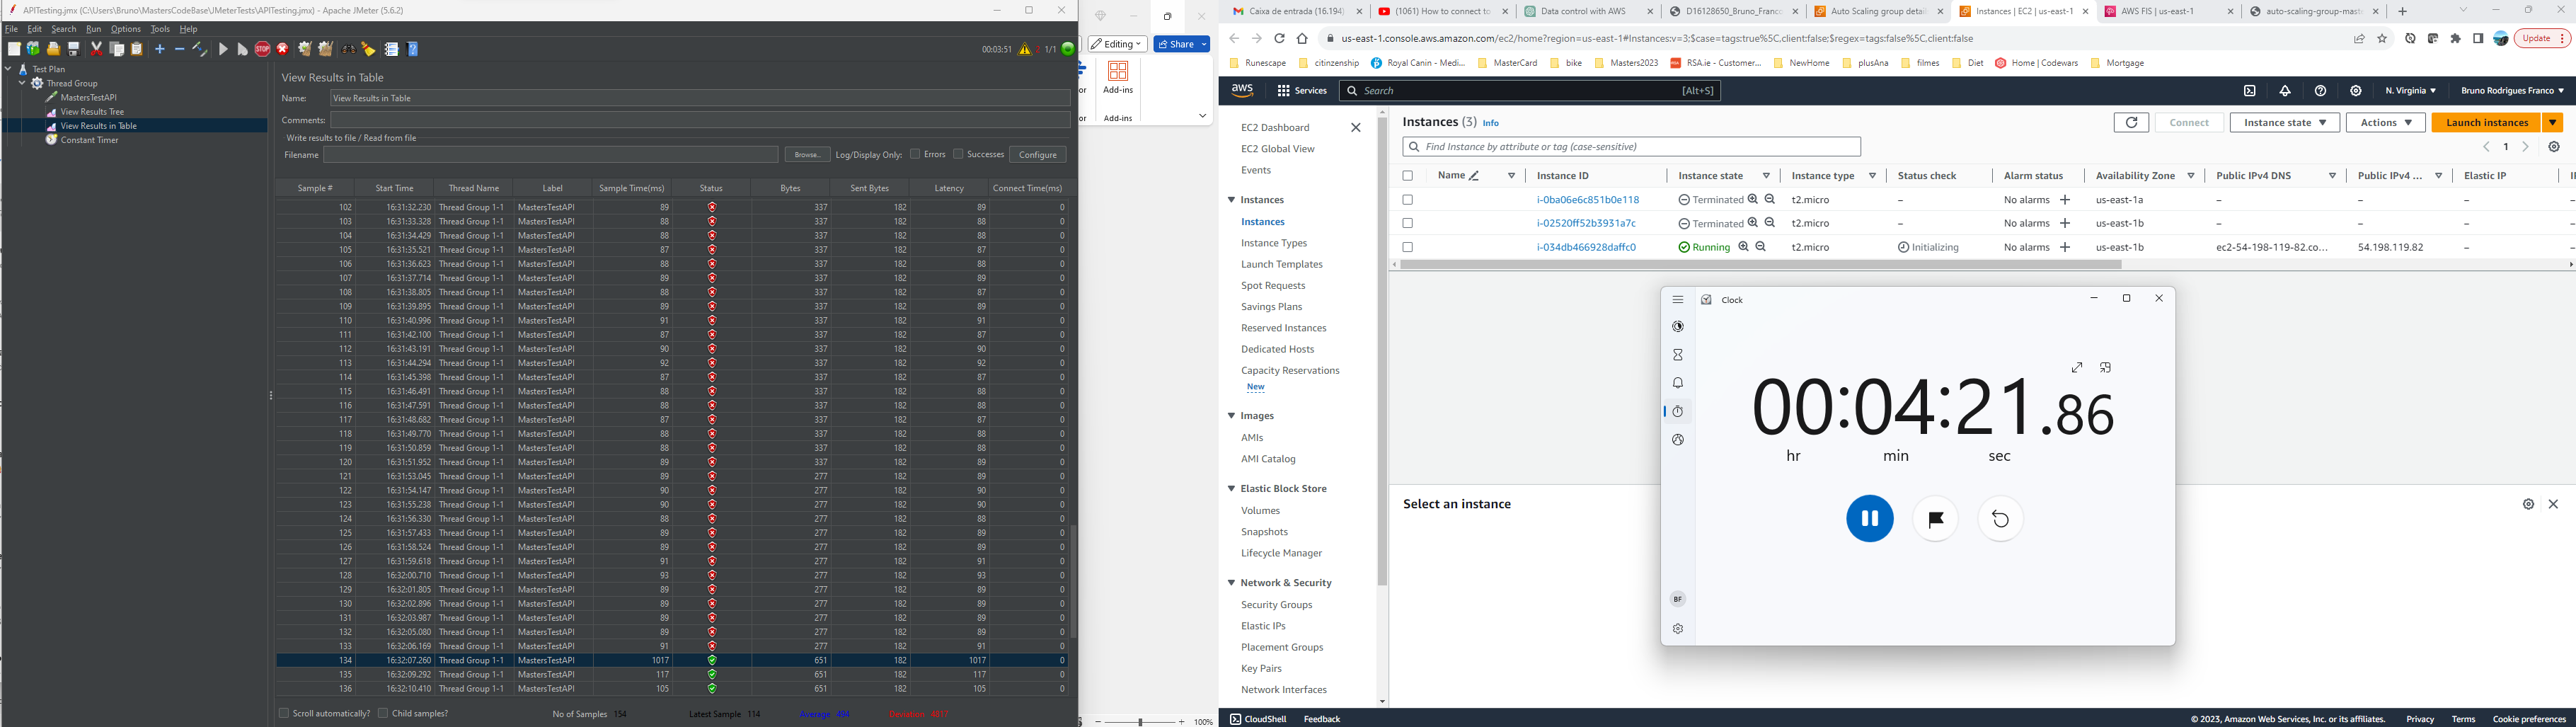 APITesting.jmx (C:\Users\Bruno\MastersCodeBase\JMeterTests\APITesting.jmx) - Apache JMeter (5.6.2)
File Edit Search Run Options Tools Help
STOP
00:03:51 1/1
Test Plan
Thread Group
MastersTestAPI
View Results Tree
View Results in Table
Constant Timer
View Results in Table
Name: View Results in Table
Comments:
Write results to file / Read from file
Filename Browse... Log/Display Only: Errors Successes Configure
Sample # Start Time Thread Name Label Sample Time(ms) Status Bytes Sent Bytes Latency Connect Time(ms)
102 16:31:32.230 Thread Group 1-1 MastersTestAPI 89 337 182 89 0
103 16:31:33.328 Thread Group 1-1 MastersTestAPI 88 337 182 88 0
104 16:31:34.429 Thread Group 1-1 MastersTestAPI 88 337 182 88 0
105 16:31:35.521 Thread Group 1-1 MastersTestAPI 87 337 182 87 0
106 16:31:36.623 Thread Group 1-1 MastersTestAPI 88 337 182 88 0
107 16:31:37.714 Thread Group 1-1 MastersTestAPI 89 337 182 89 0
108 16:31:38.805 Thread Group 1-1 MastersTestAPI 88 337 182 87 0
109 16:31:39.895 Thread Group 1-1 MastersTestAPI 89 337 182 89 0
110 16:31:40.996 Thread Group 1-1 MastersTestAPI 91 337 182 91 0
111 16:31:42.100 Thread Group 1-1 MastersTestAPI 87 337 182 87 0
112 16:31:43.191 Thread Group 1-1 MastersTestAPI 90 337 182 90 0
113 16:31:44.294 Thread Group 1-1 MastersTestAPI 92 337 182 92 0
114 16:31:45.398 Thread Group 1-1 MastersTestAPI 87 337 182 87 0
115 16:31:46.491 Thread Group 1-1 MastersTestAPI 88 337 182 88 0
116 16:31:47.591 Thread Group 1-1 MastersTestAPI 88 337 182 88 0
117 16:31:48.682 Thread Group 1-1 MastersTestAPI 87 337 182 87 0
118 16:31:49.770 Thread Group 1-1 MastersTestAPI 88 337 182 88 0
119 16:31:50.859 Thread Group 1-1 MastersTestAPI 88 337 182 88 0
120 16:31:51.952 Thread Group 1-1 MastersTestAPI 89 337 182 89 0
121 16:31:53.045 Thread Group 1-1 MastersTestAPI 89 277 182 89 0
122 16:31:54.147 Thread Group 1-1 MastersTestAPI 90 277 182 90 0
123 16:31:55.238 Thread Group 1-1 MastersTestAPI 90 277 182 90 0
124 16:31:56.330 Thread Group 1-1 MastersTestAPI 88 277 182 88 0
125 16:31:57.433 Thread Group 1-1 MastersTestAPI 89 277 182 89 0
126 16:31:58.524 Thread Group 1-1 MastersTestAPI 89 277 182 89 0
127 16:31:59.618 Thread Group 1-1 MastersTestAPI 91 277 182 91 0
128 16:32:00.710 Thread Group 1-1 MastersTestAPI 93 277 182 93 0
129 16:32:01.805 Thread Group 1-1 MastersTestAPI 89 277 182 89 0
130 16:32:02.896 Thread Group 1-1 MastersTestAPI 89 277 182 89 0
131 16:32:03.987 Thread Group 1-1 MastersTestAPI 89 277 182 89 0
132 16:32:05.080 Thread Group 1-1 MastersTestAPI 89 277 182 89 0
133 16:32:06.169 Thread Group 1-1 MastersTestAPI 91 277 182 91 0
134 16:32:07.260 Thread Group 1-1 MastersTestAPI 1017 651 182 1017 0
135 16:32:09.292 Thread Group 1-1 MastersTestAPI 117 651 182 117 0
136 16:32:10.410 Thread Group 1-1 MastersTestAPI 105 651 182 105 0
Scroll automatically? Child samples? No of Samples 154 Latest Sample 114 Average 494 Deviation 4817
Editing Share
or Add-ins
or Add-ins
100%
Caixa de entrada (16.194) (1061) How to connect to Data control with AWS D16128650_Bruno_Franco Auto Scaling group detail Instances | EC2 | us-east-1 AWS FIS | us-east-1 auto-scaling-group-mast
us-east-1.console.aws.amazon.com/ec2/home?region=us-east-1#Instances:v=3;$case=tags:true%5C,client:false;$regex=tags:false%5C,client:false Update
Runescape citinzenship Royal Canin - Medi... MasterCard bike Masters2023 RSA.ie - Customer... NewHome plusAna filmes Diet Home | Codewars Mortgage
aws Services Search [Alt+S] N. Virginia Bruno Rodrigues Franco
EC2 Dashboard
EC2 Global View
Events
Instances
Instances
Instance Types
Launch Templates
Spot Requests
Savings Plans
Reserved Instances
Dedicated Hosts
Capacity Reservations
New
Images
AMIs
AMI Catalog
Elastic Block Store
Volumes
Snapshots
Lifecycle Manager
Network & Security
Security Groups
Elastic IPs
Placement Groups
Key Pairs
Network Interfaces
Instances (3) Info Connect Instance state Actions Launch instances
Find Instance by attribute or tag (case-sensitive) 1
Name Instance ID Instance state Instance type Status check Alarm status Availability Zone Public IPv4 DNS Public IPv4 ... Elastic IP
i-0ba06e6c851b0e118 Terminated t2.micro – No alarms us-east-1a – – –
i-02520ff52b3931a7c Terminated t2.micro – No alarms us-east-1b – – –
i-034db466928daffc0 Running t2.micro Initializing No alarms us-east-1b ec2-54-198-119-82.co... 54.198.119.82 –
Clock
00:04:21.86
hr min sec
BF
Select an instance
CloudShell Feedback © 2023, Amazon Web Services, Inc. or its affiliates. Privacy Terms Cookie preferences